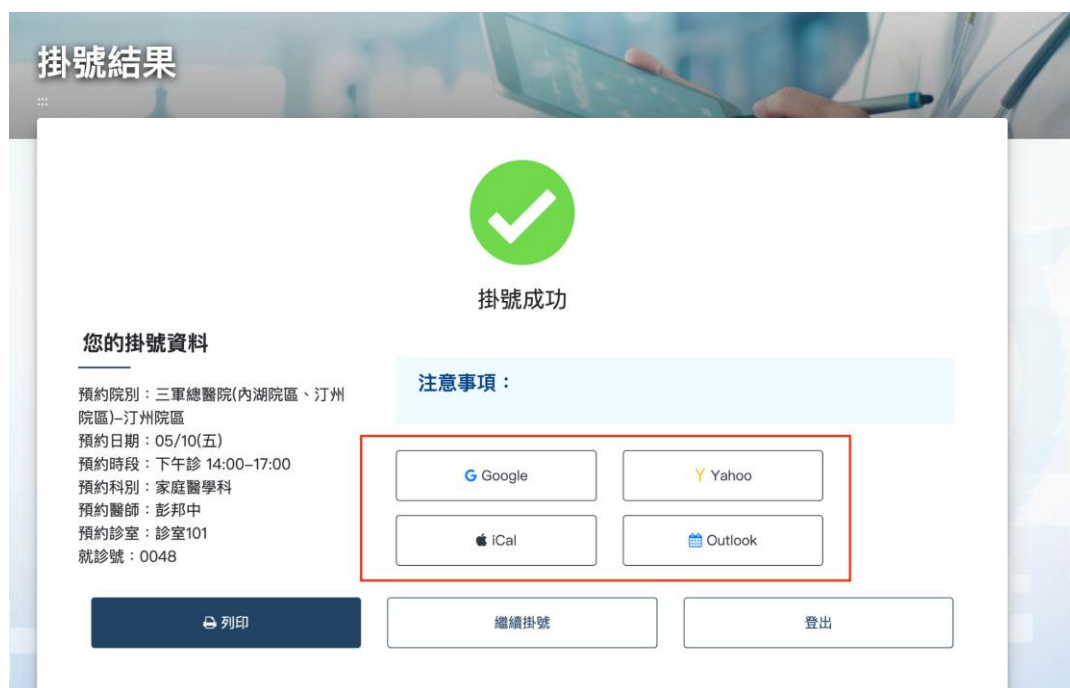 掛號結果
:::
掛號成功
您的掛號資料
預約院別：三軍總醫院(內湖院區、汀州
院區)–汀州院區
預約日期：05/10(五)
預約時段：下午診 14:00–17:00
預約科別：家庭醫學科
預約醫師：彭邦中
預約診室：診室101
就診號：0048
注意事項：
Google
Yahoo
iCal
Outlook
列印
繼續掛號
登出